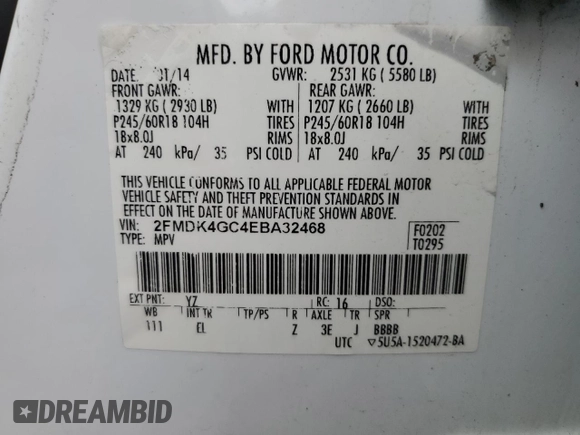 MFD. BY FORD MOTOR CO.
DATE: 01/14 GVWR: 2531 KG ( 5580 LB)
FRONT GAWR: REAR GAWR:
1329 KG ( 2930 LB) WITH 1207 KG ( 2660 LB) WITH
P245/60R18 104H TIRES P245/60R18 104H TIRES
18x8.0J RIMS 18x8.0J RIMS
AT 240 kPa/ 35 PSI COLD AT 240 kPa/ 35 PSI COLD
THIS VEHICLE CONFORMS TO ALL APPLICABLE FEDERAL MOTOR
VEHICLE SAFETY AND THEFT PREVENTION STANDARDS IN
EFFECT ON THE DATE OF MANUFACTURE SHOWN ABOVE.
VIN: 2FMDK4GC4EBA32468 F0202
TYPE: MPV T0295
EXT PNT: YZ RC: 16 DSO:
WB INT TR TP/PS R AXLE TR SPR
111 EL Z 3E J BBBB
UTC ▽5U5A-1520472-BA
DREAMBID